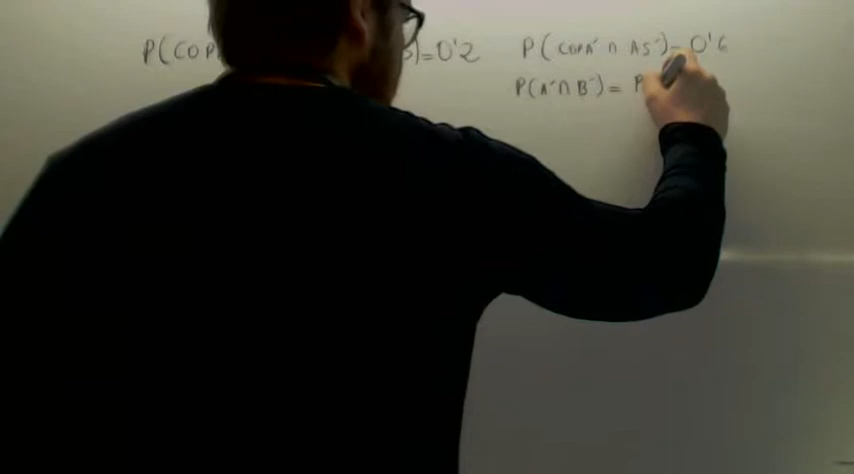 P(COP )=0'2 P(COPA⁻ ∩ AS⁻)=0'6
P(A⁻∩B⁻)= P